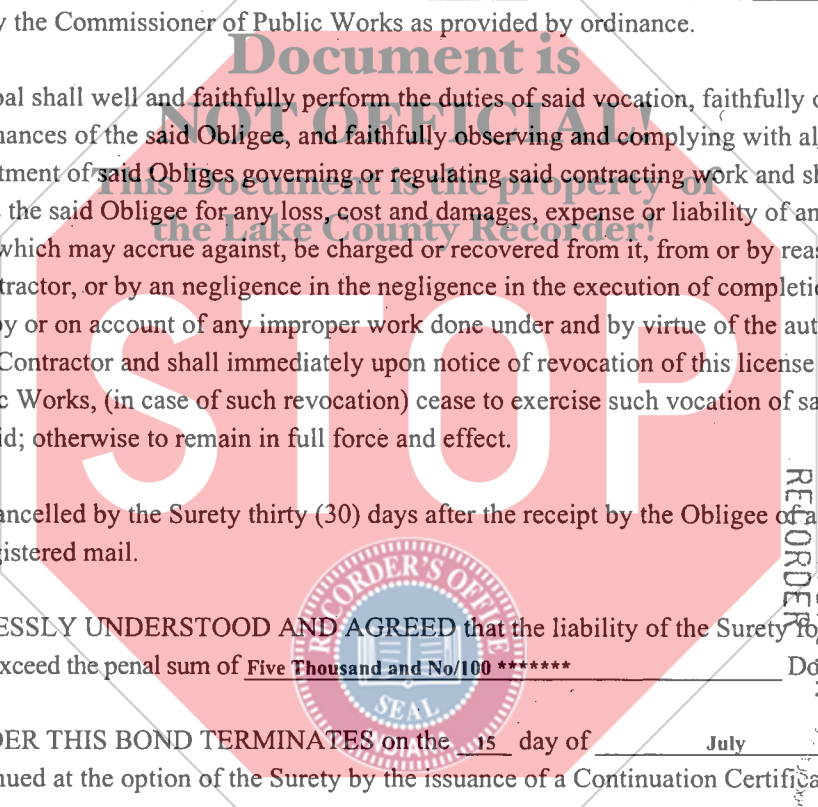 y the Commissioner of Public Works as provided by ordinance.
Document is
pal shall well and faithfully perform the duties of said vocation, faithfully
NOT OFFICIAL!
nances of the said Obligee, and faithfully observing and complying with al
tment of said Obliges governing or regulating said contracting work and sh
This Document is the property of
the said Obligee for any loss, cost and damages, expense or liability of an
the Lake County Recorder!
which may accrue against, be charged or recovered from it, from or by reas
tractor, or by an negligence in the negligence in the execution of completi
by or on account of any improper work done under and by virtue of the aut
STOP
Contractor and shall immediately upon notice of revocation of this license
c Works, (in case of such revocation) cease to exercise such vocation of sa
id; otherwise to remain in full force and effect.
RECORDER
ancelled by the Surety thirty (30) days after the receipt by the Obligee of a
gistered mail.
RECORDER'S OFFICE
ESSLY UNDERSTOOD AND AGREED that the liability of the Surety fo
xceed the penal sum of Five Thousand and No/100 ******* Do
SEAL
DER THIS BOND TERMINATES on the 15 day of July
nued at the option of the Surety by the issuance of a Continuation Certifica